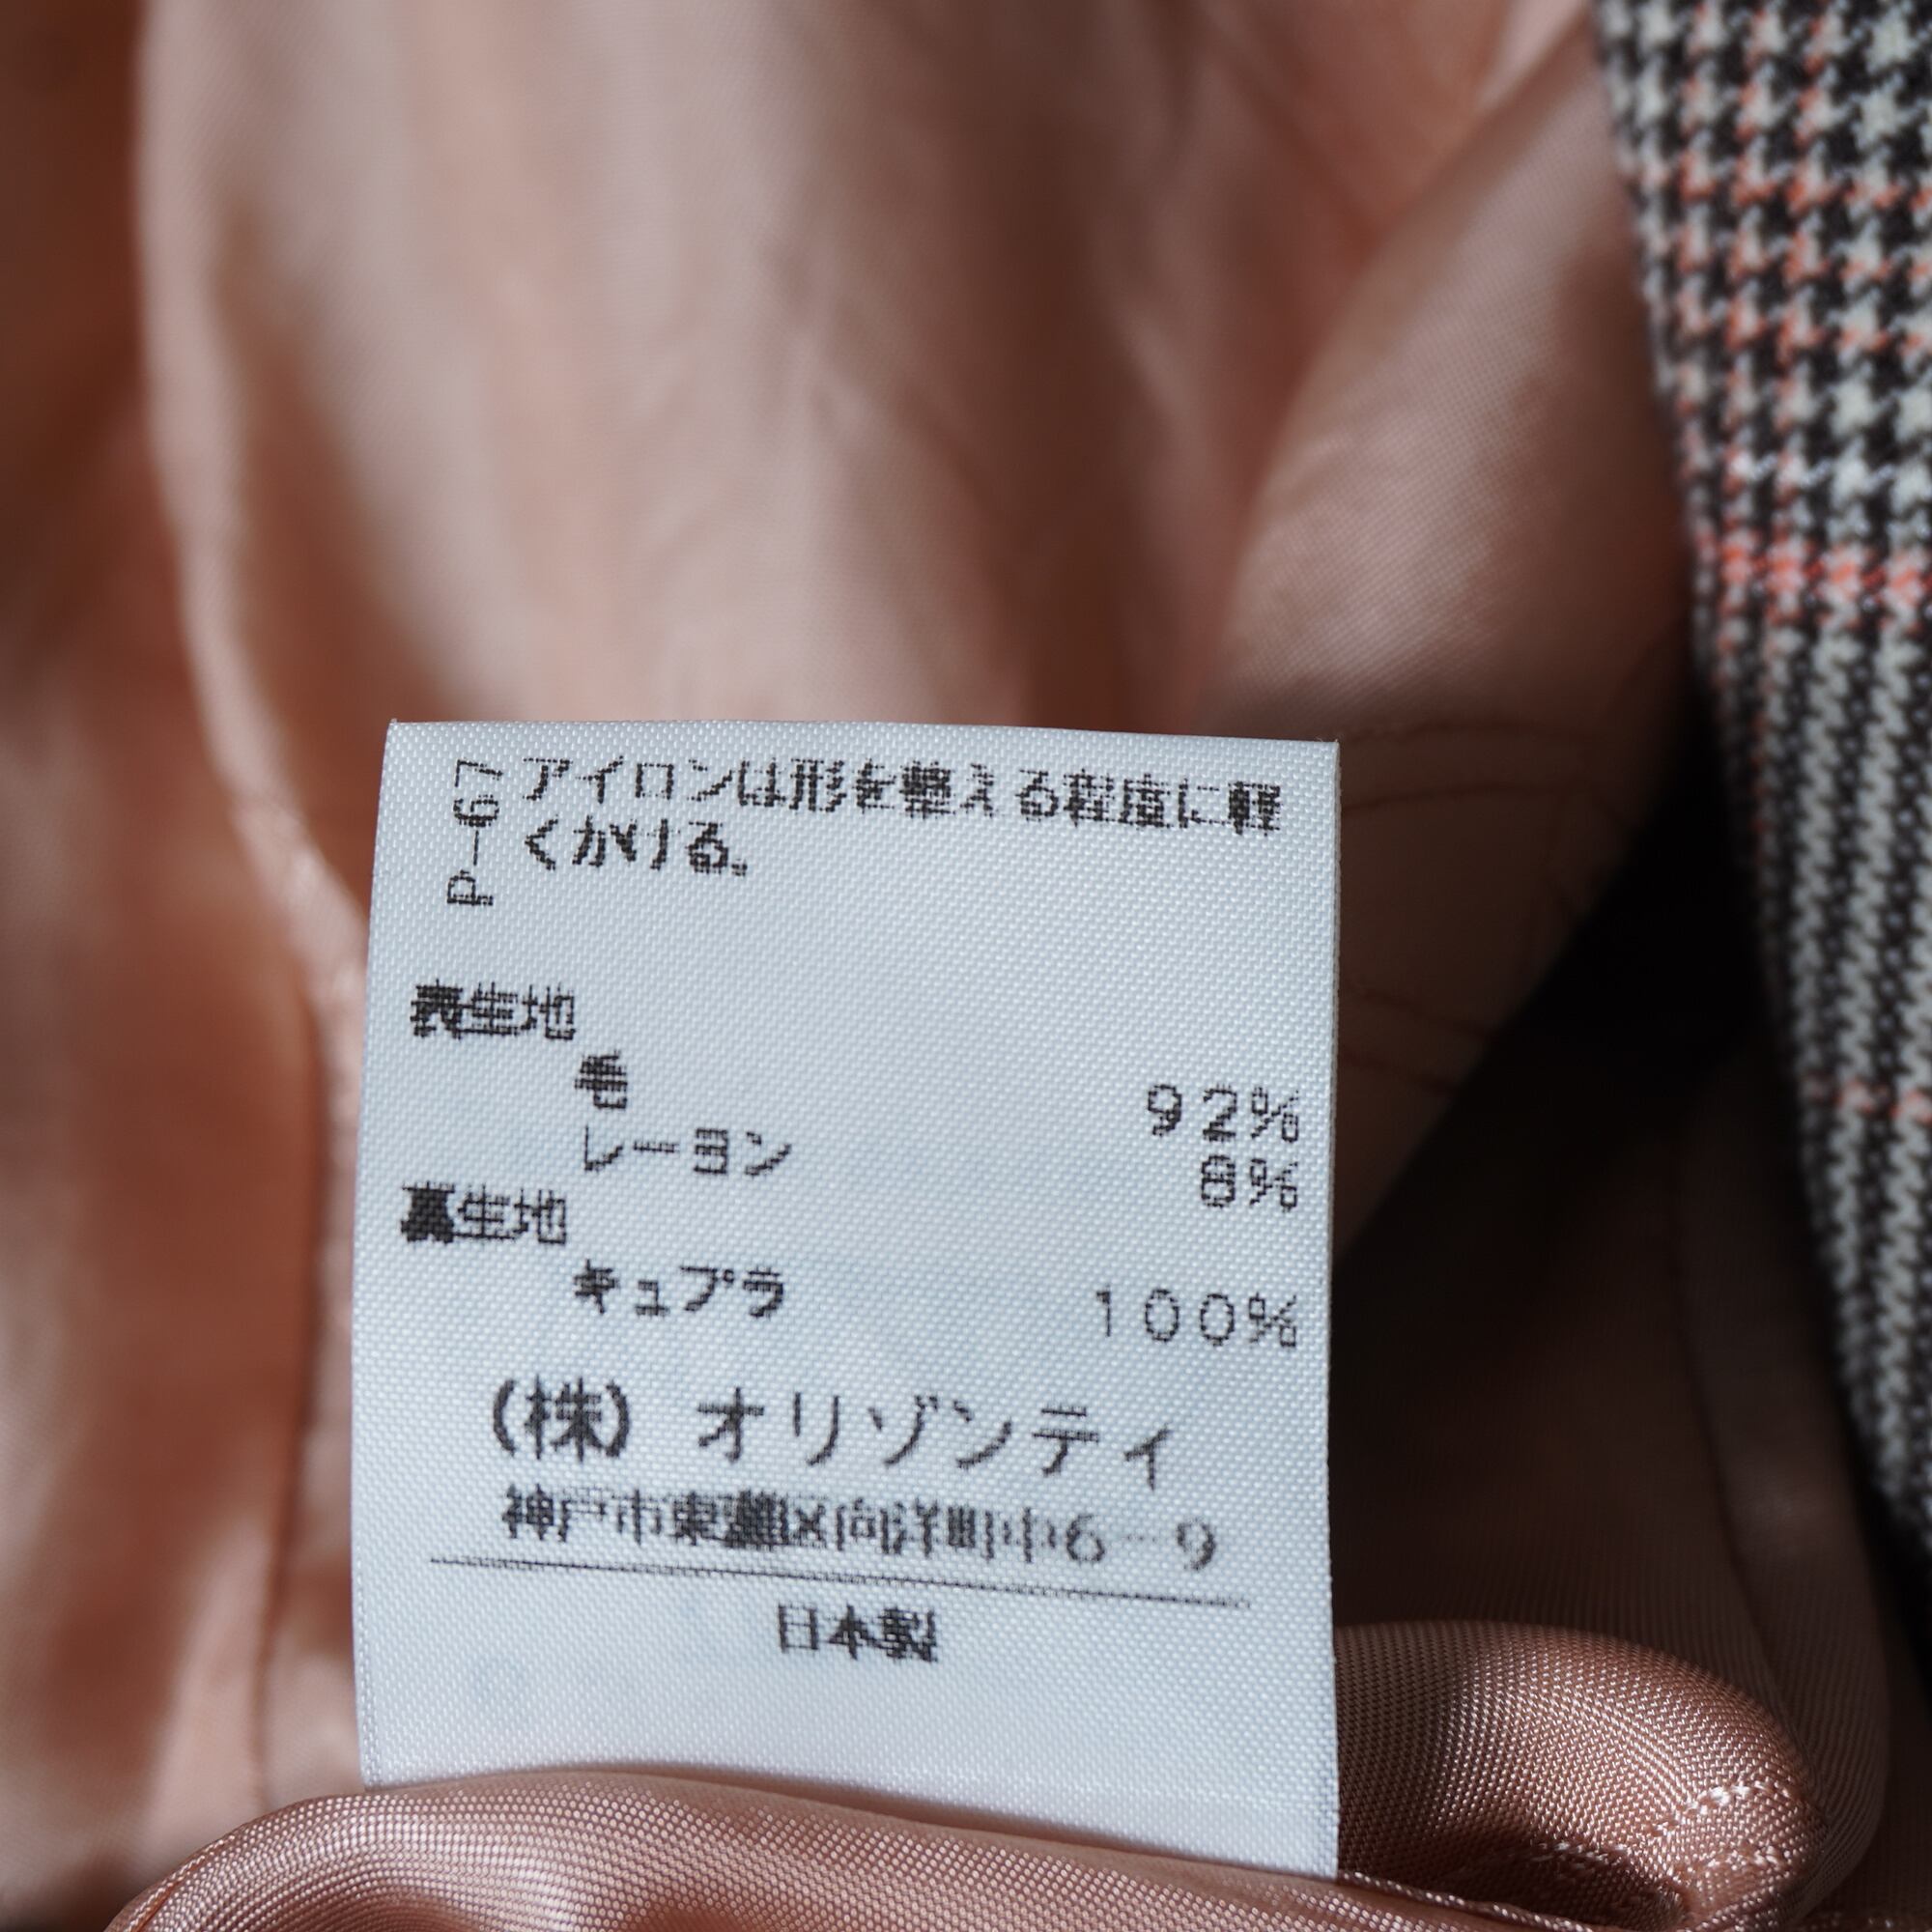 P-67
アイロンは形を整える程度に軽
くかける。
表生地
毛 92%
レーヨン 8%
裏生地
キュプラ 100%
(株) オリゾンティ
神戸市東灘区向洋町中6-9
日本製